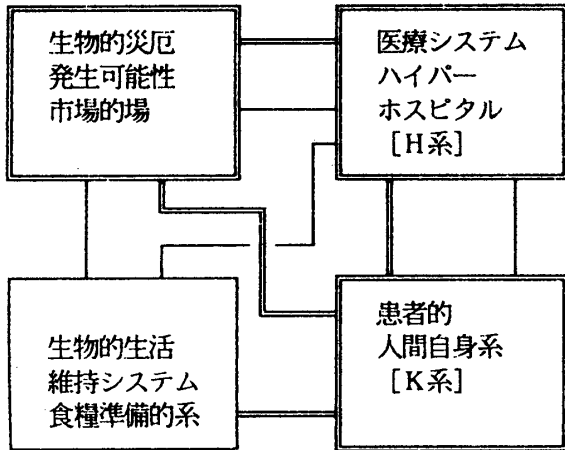 生物的災厄
発生可能性
市場的場
医療システム
ハイパー
ホスピタル
[H系]
生物的生活
維持システム
食糧準備的系
患者的
人間自身系
[K系]